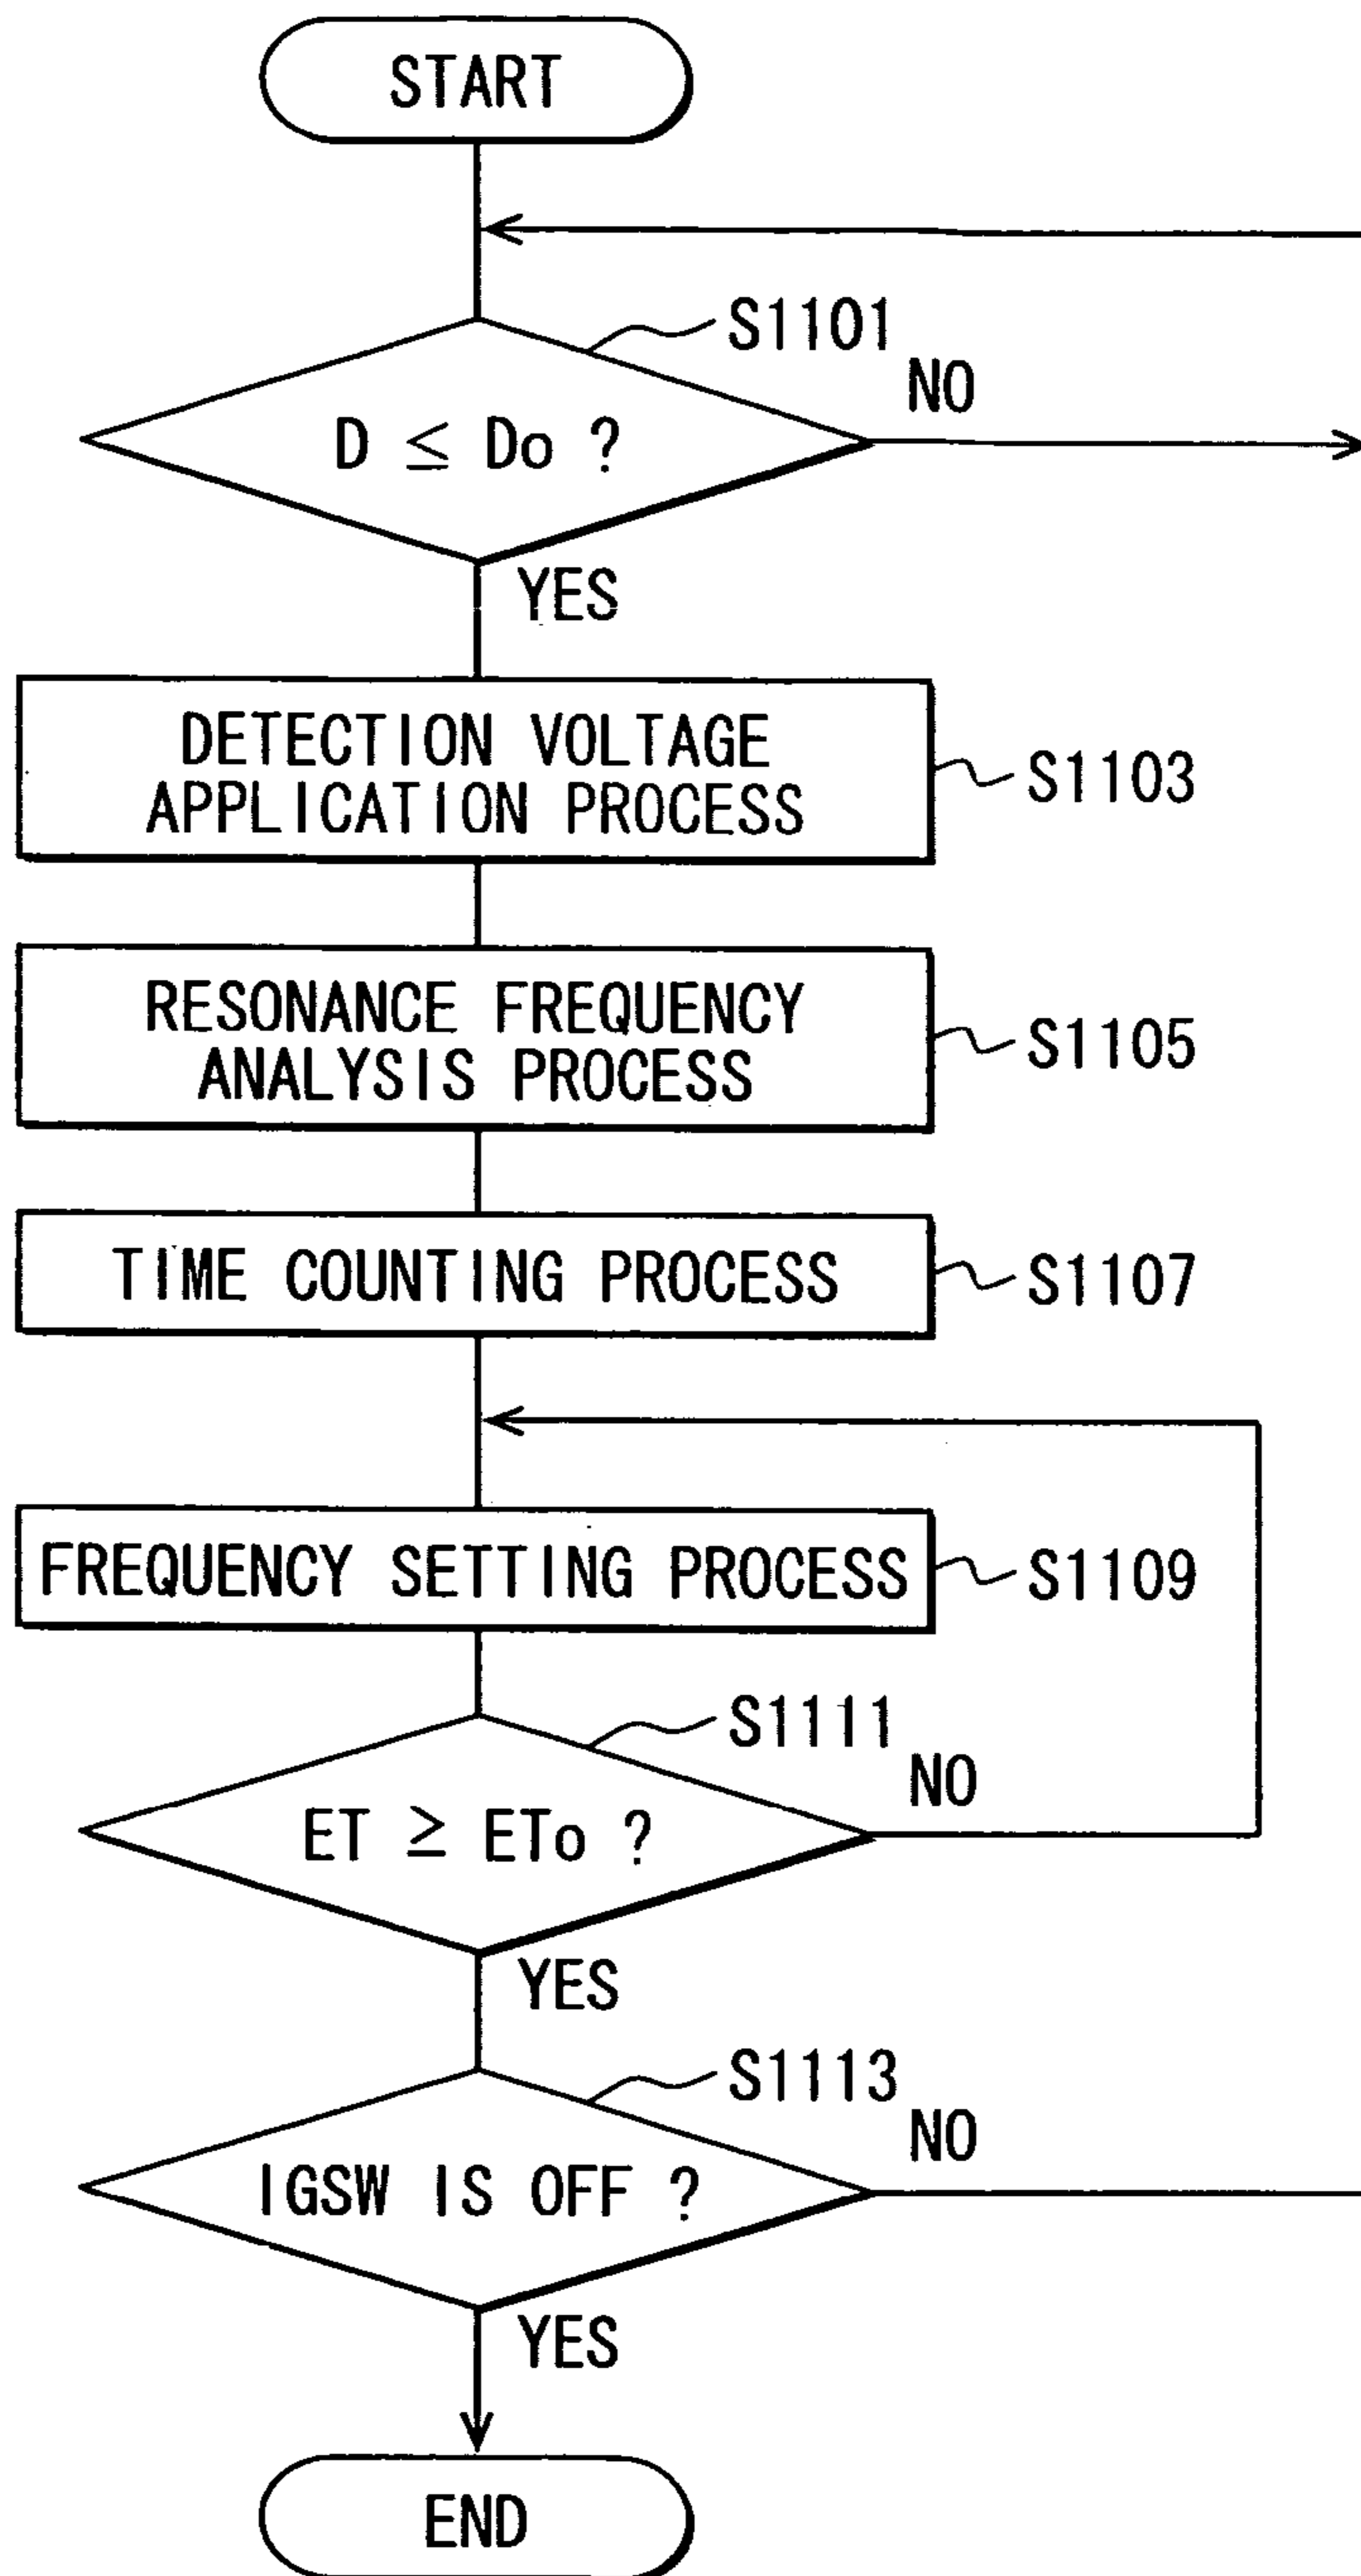 START
S1101
NO
D ≦ Do ?
YES
DETECTION VOLTAGE
APPLICATION PROCESS
S1103
RESONANCE FREQUENCY
ANALYSIS PROCESS
S1105
TIME COUNTING PROCESS
S1107
FREQUENCY SETTING PROCESS
S1109
S1111
NO
ET ≧ ETo ?
YES
S1113
NO
IGSW IS OFF ?
YES
END